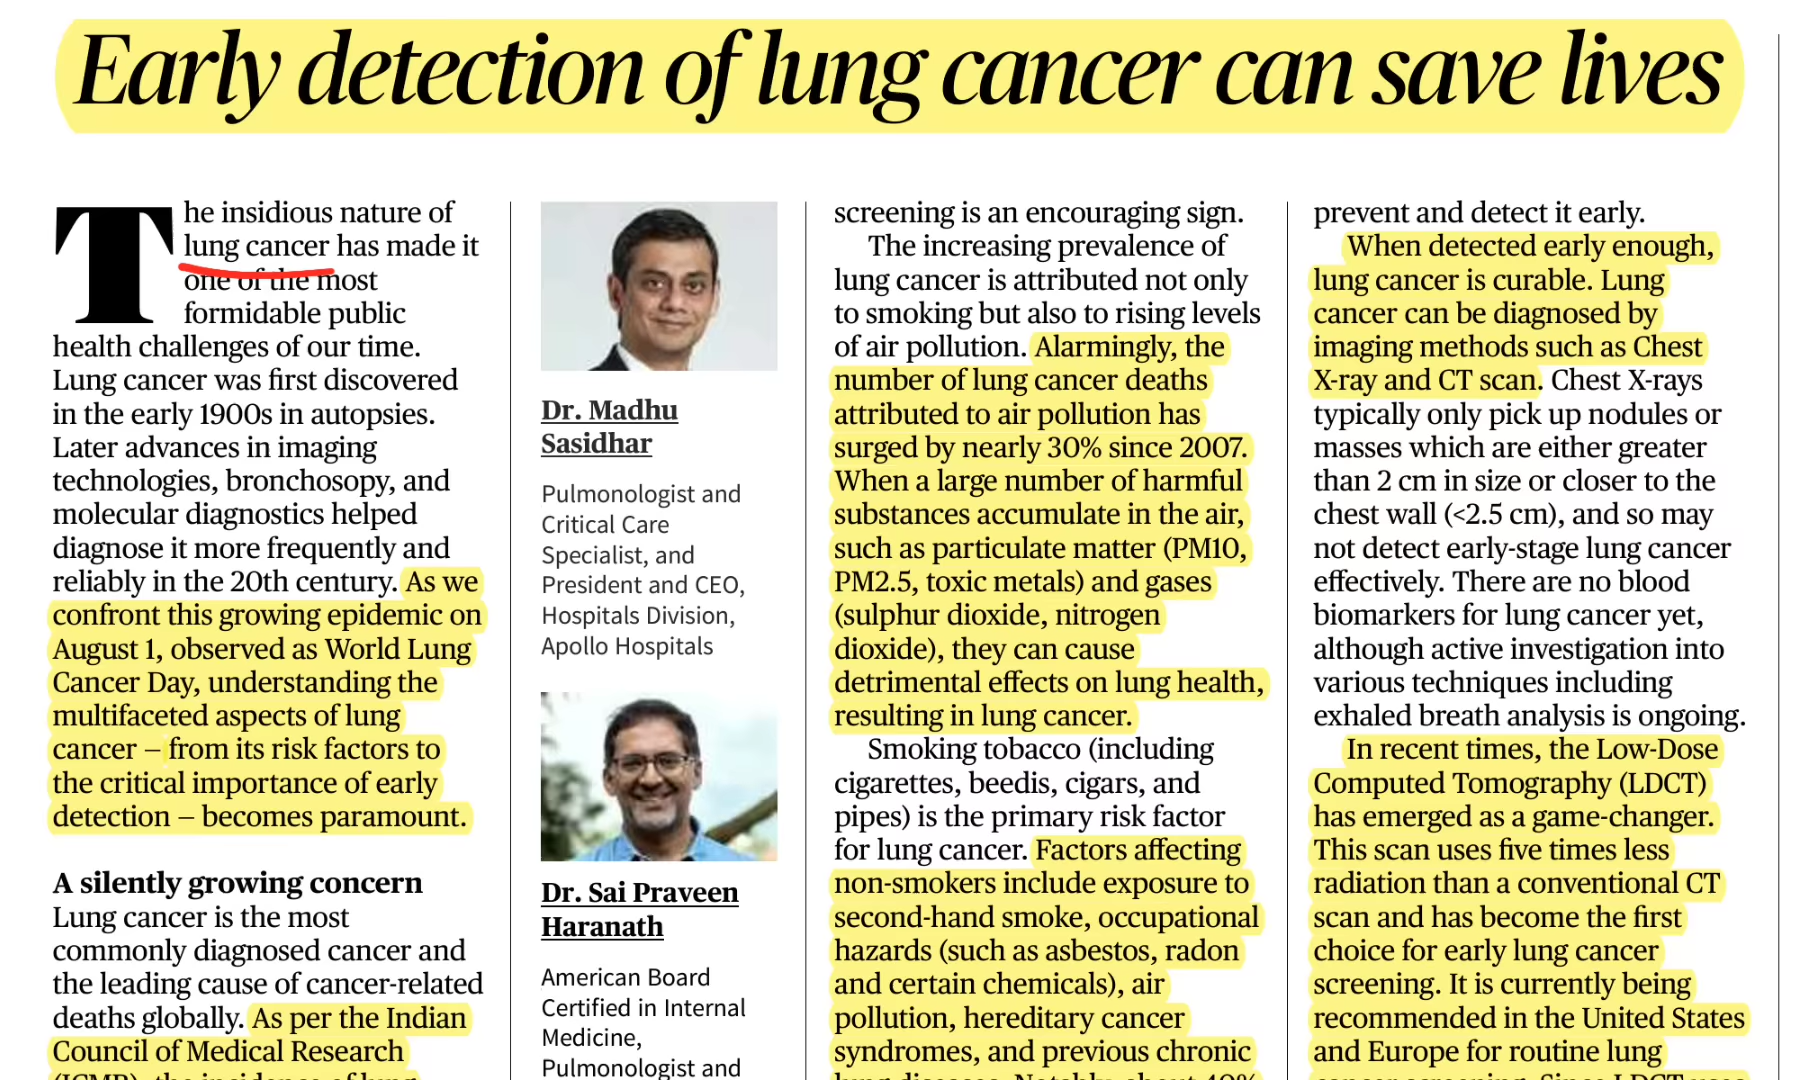 Early detection of lung cancer can save lives
The insidious nature of
lung cancer has made it
one of the most
formidable public
health challenges of our time.
Lung cancer was first discovered
in the early 1900s in autopsies.
Later advances in imaging
technologies, bronchosopy, and
molecular diagnostics helped
diagnose it more frequently and
reliably in the 20th century. As we
confront this growing epidemic on
August 1, observed as World Lung
Cancer Day, understanding the
multifaceted aspects of lung
cancer – from its risk factors to
the critical importance of early
detection – becomes paramount.
A silently growing concern
Lung cancer is the most
commonly diagnosed cancer and
the leading cause of cancer-related
deaths globally. As per the Indian
Council of Medical Research
(ICMR), the incidence of lung
Dr. Madhu
Sasidhar
Pulmonologist and
Critical Care
Specialist, and
President and CEO,
Hospitals Division,
Apollo Hospitals
Dr. Sai Praveen
Haranath
American Board
Certified in Internal
Medicine,
Pulmonologist and
screening is an encouraging sign.
The increasing prevalence of
lung cancer is attributed not only
to smoking but also to rising levels
of air pollution. Alarmingly, the
number of lung cancer deaths
attributed to air pollution has
surged by nearly 30% since 2007.
When a large number of harmful
substances accumulate in the air,
such as particulate matter (PM10,
PM2.5, toxic metals) and gases
(sulphur dioxide, nitrogen
dioxide), they can cause
detrimental effects on lung health,
resulting in lung cancer.
Smoking tobacco (including
cigarettes, beedis, cigars, and
pipes) is the primary risk factor
for lung cancer. Factors affecting
non-smokers include exposure to
second-hand smoke, occupational
hazards (such as asbestos, radon
and certain chemicals), air
pollution, hereditary cancer
syndromes, and previous chronic
lung diseases. Notably, about 40%
prevent and detect it early.
When detected early enough,
lung cancer is curable. Lung
cancer can be diagnosed by
imaging methods such as Chest
X-ray and CT scan. Chest X-rays
typically only pick up nodules or
masses which are either greater
than 2 cm in size or closer to the
chest wall (<2.5 cm), and so may
not detect early-stage lung cancer
effectively. There are no blood
biomarkers for lung cancer yet,
although active investigation into
various techniques including
exhaled breath analysis is ongoing.
In recent times, the Low-Dose
Computed Tomography (LDCT)
has emerged as a game-changer.
This scan uses five times less
radiation than a conventional CT
scan and has become the first
choice for early lung cancer
screening. It is currently being
recommended in the United States
and Europe for routine lung
cancer screening. Since LDCT uses